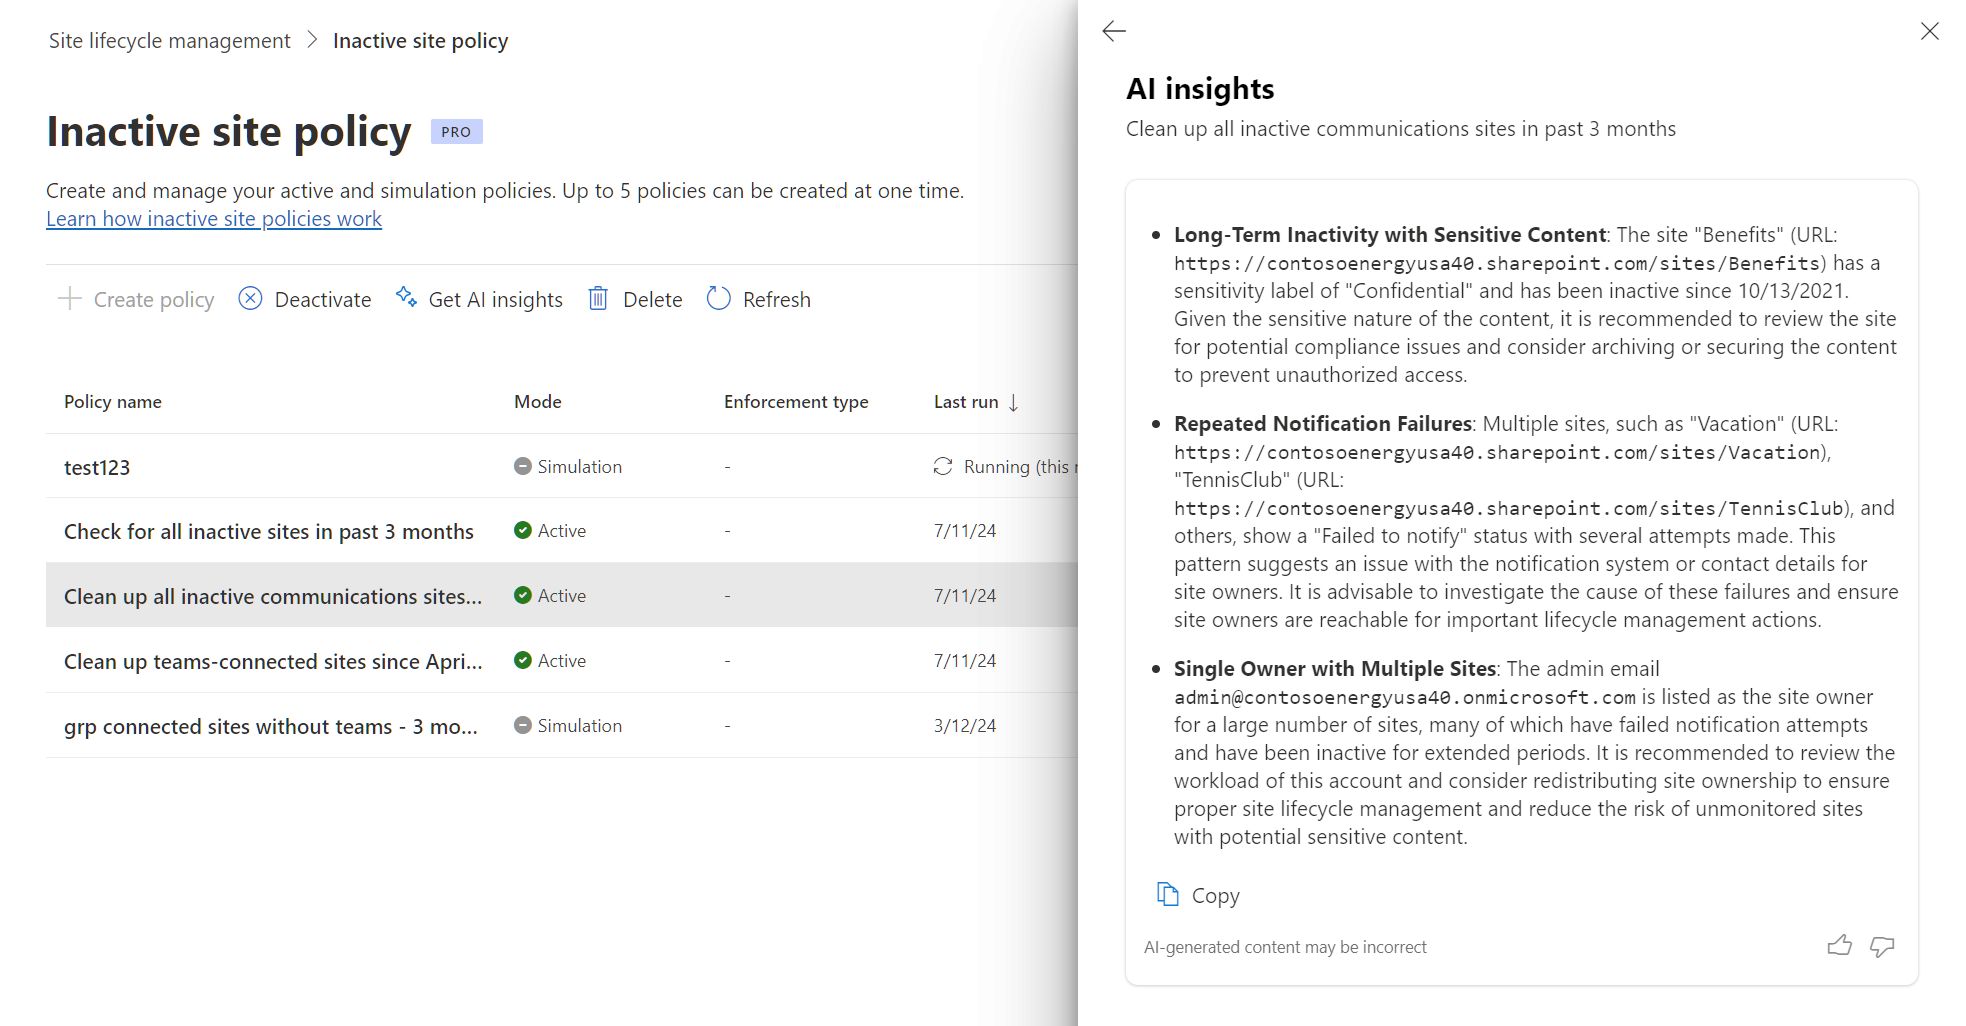 Site lifecycle management > Inactive site policy
Inactive site policy PRO
Create and manage your active and simulation policies. Up to 5 policies can be created at one time.
Learn how inactive site policies work
Create policy Deactivate Get AI insights Delete Refresh
Policy name Mode Enforcement type Last run ↓
test123 Simulation - Running (this
Check for all inactive sites in past 3 months Active - 7/11/24
Clean up all inactive communications sites... Active - 7/11/24
Clean up teams-connected sites since Apri... Active - 7/11/24
grp connected sites without teams - 3 mo... Simulation - 3/12/24
AI insights
Clean up all inactive communications sites in past 3 months
• Long-Term Inactivity with Sensitive Content: The site "Benefits" (URL:
https://contosoenergyusa40.sharepoint.com/sites/Benefits) has a
sensitivity label of "Confidential" and has been inactive since 10/13/2021.
Given the sensitive nature of the content, it is recommended to review the site
for potential compliance issues and consider archiving or securing the content
to prevent unauthorized access.
• Repeated Notification Failures: Multiple sites, such as "Vacation" (URL:
https://contosoenergyusa40.sharepoint.com/sites/Vacation),
"TennisClub" (URL:
https://contosoenergyusa40.sharepoint.com/sites/TennisClub), and
others, show a "Failed to notify" status with several attempts made. This
pattern suggests an issue with the notification system or contact details for
site owners. It is advisable to investigate the cause of these failures and ensure
site owners are reachable for important lifecycle management actions.
• Single Owner with Multiple Sites: The admin email
admin@contosoenergyusa40.onmicrosoft.com is listed as the site owner
for a large number of sites, many of which have failed notification attempts
and have been inactive for extended periods. It is recommended to review the
workload of this account and consider redistributing site ownership to ensure
proper site lifecycle management and reduce the risk of unmonitored sites
with potential sensitive content.
Copy
AI-generated content may be incorrect